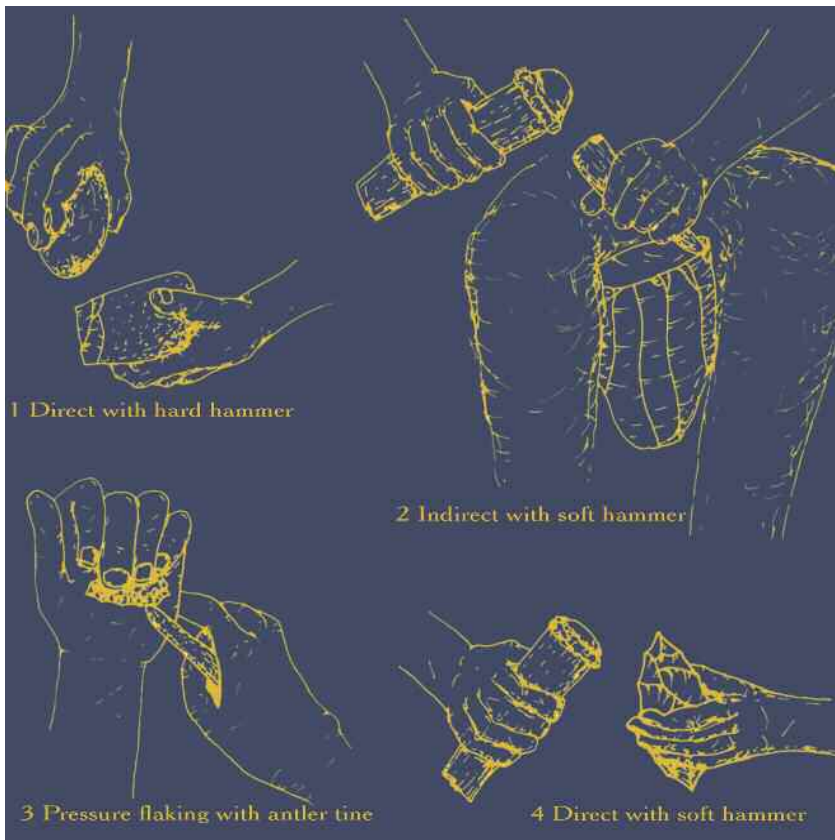 1 Direct with hard hammer
2 Indirect with soft hammer
3 Pressure flaking with antler tine
4 Direct with soft hammer